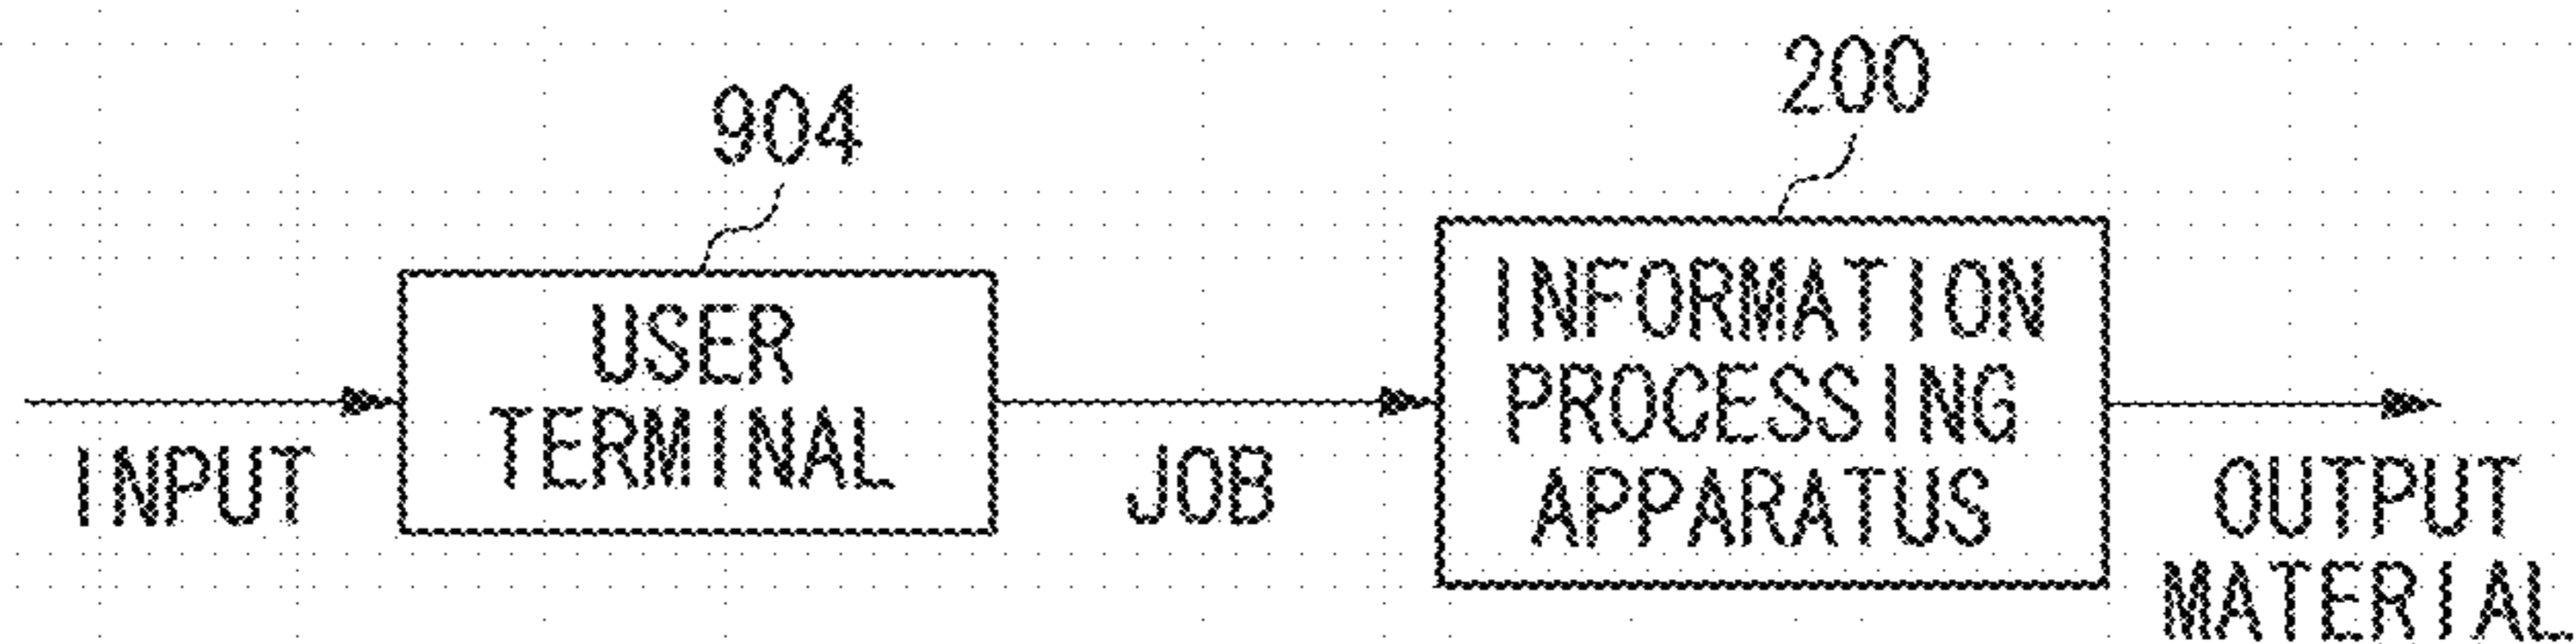 904
200
USER
TERMINAL
INFORMATION
PROCESSING
APPARATUS
INPUT
JOB
OUTPUT
MATERIAL